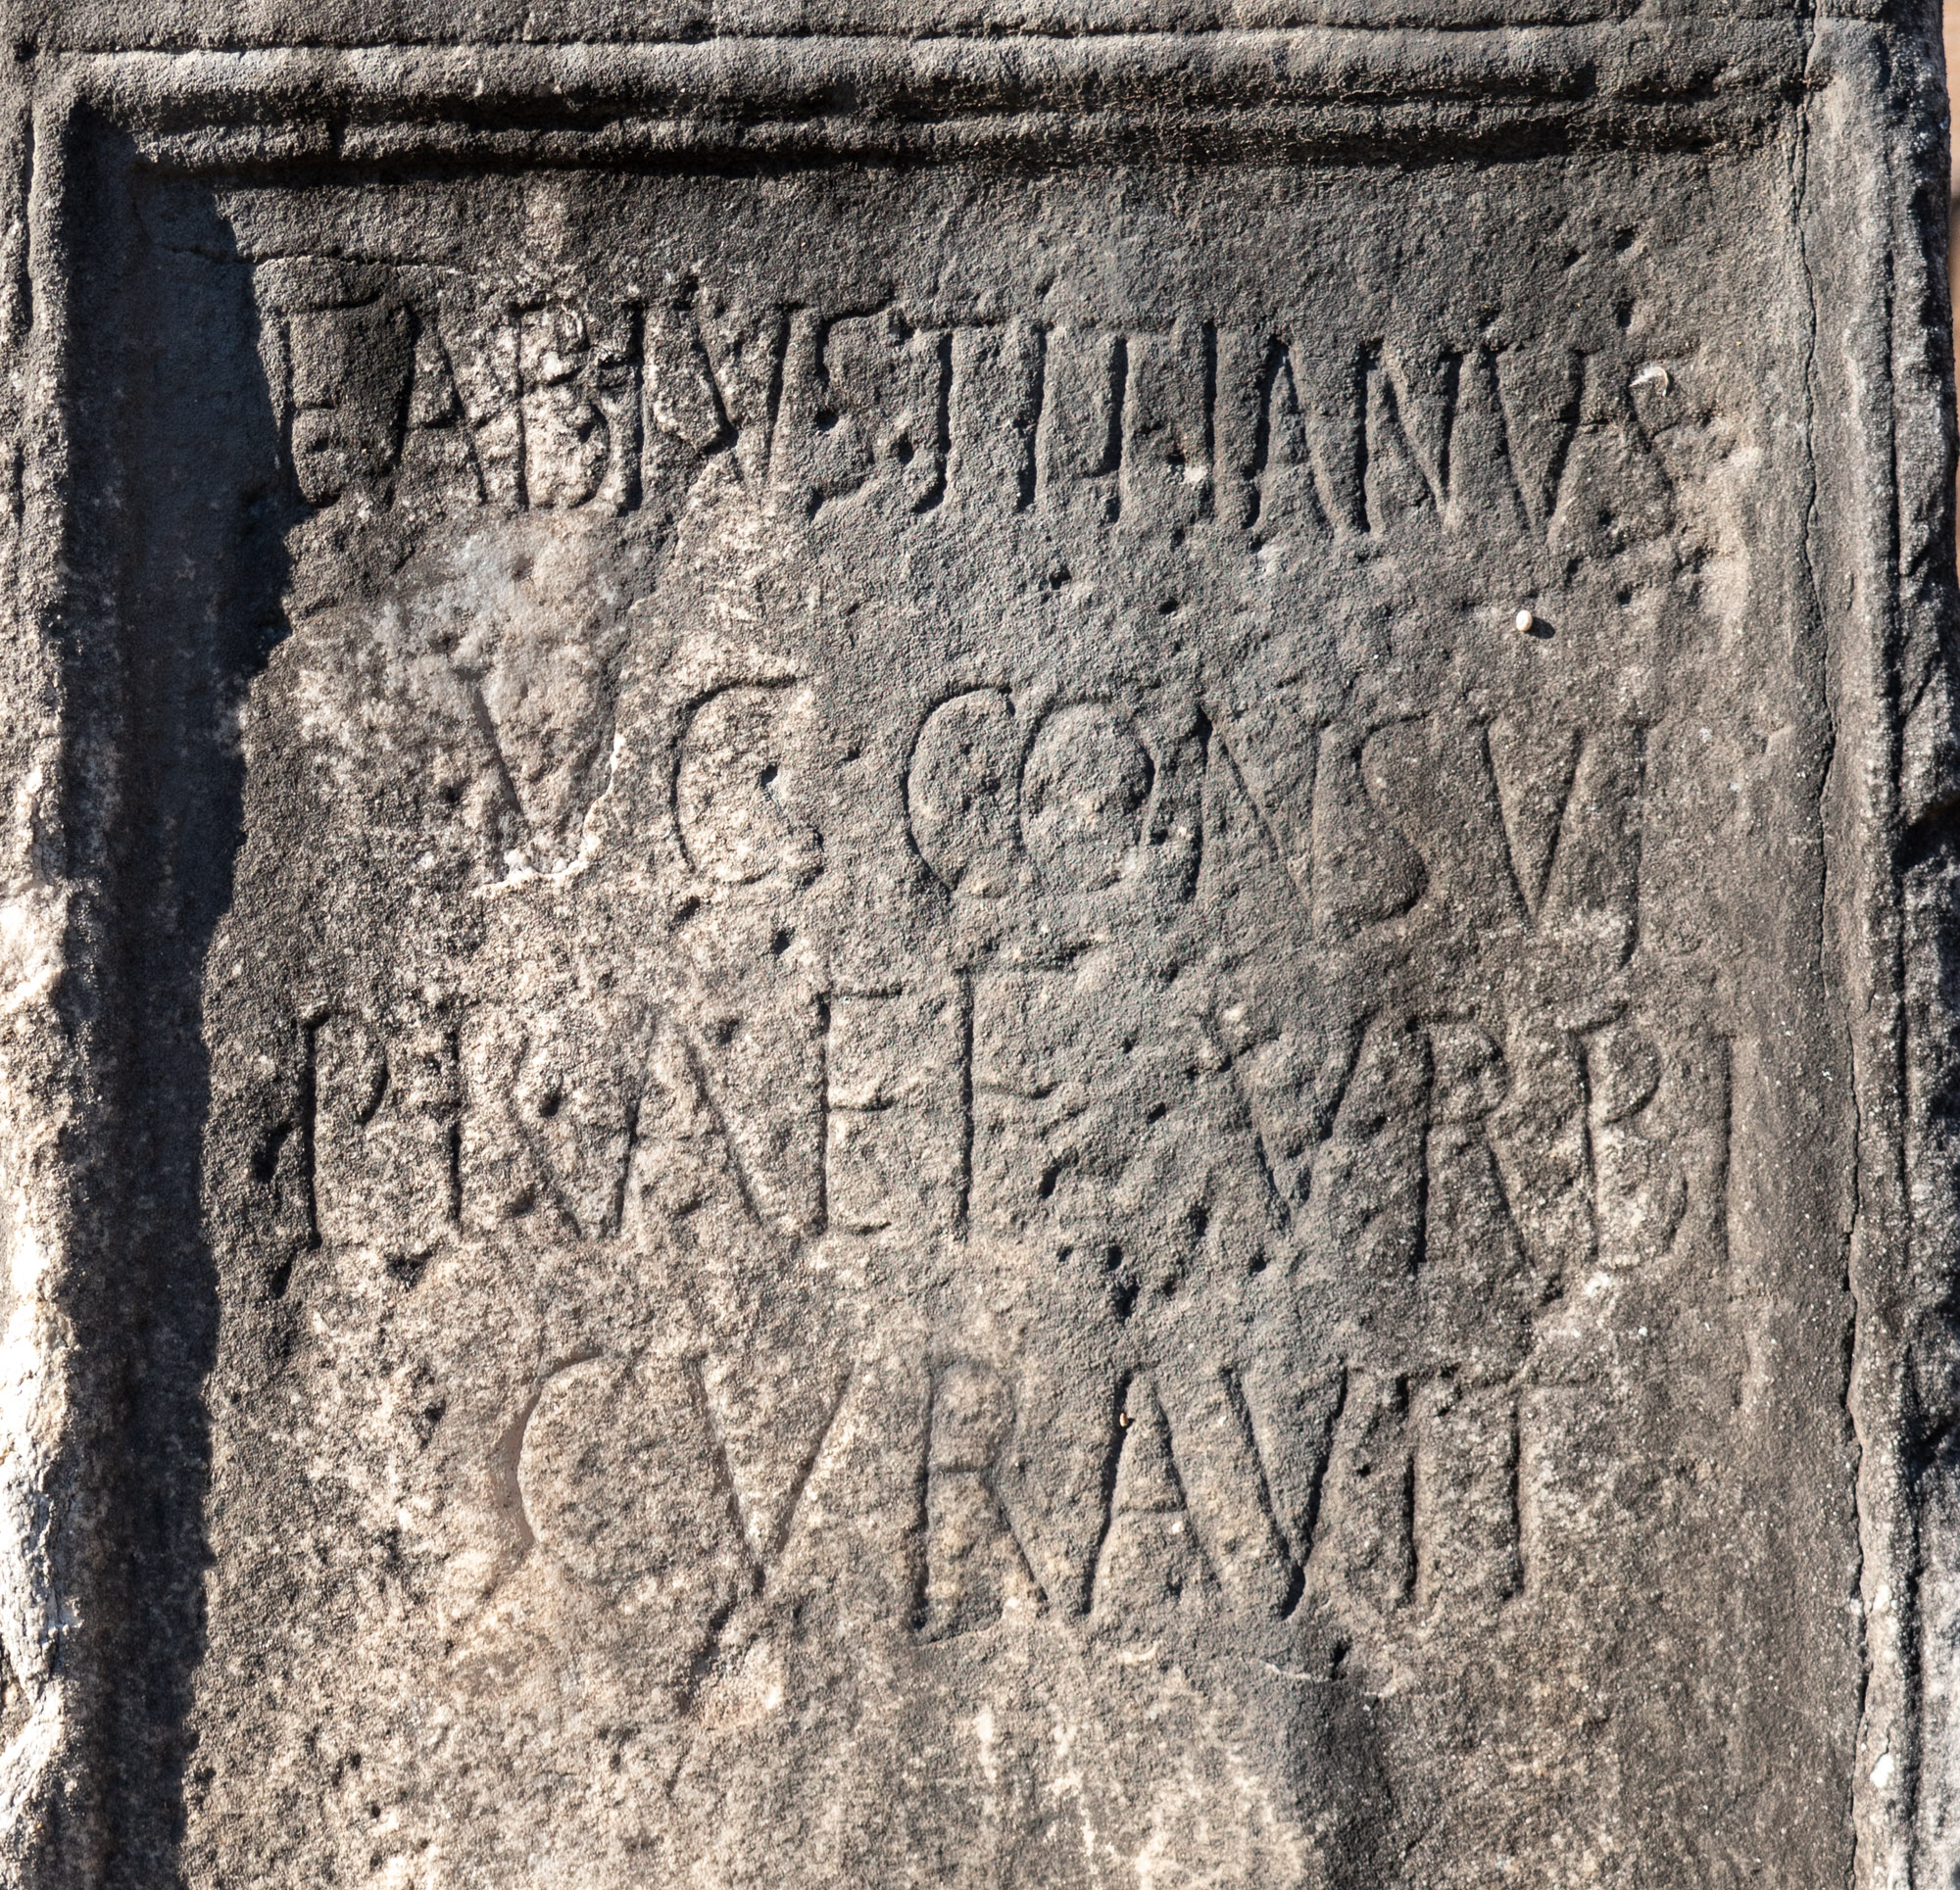 FABIVS TITIANVS
V C CONSVL
PRAEF VRBI
CVRAVIT